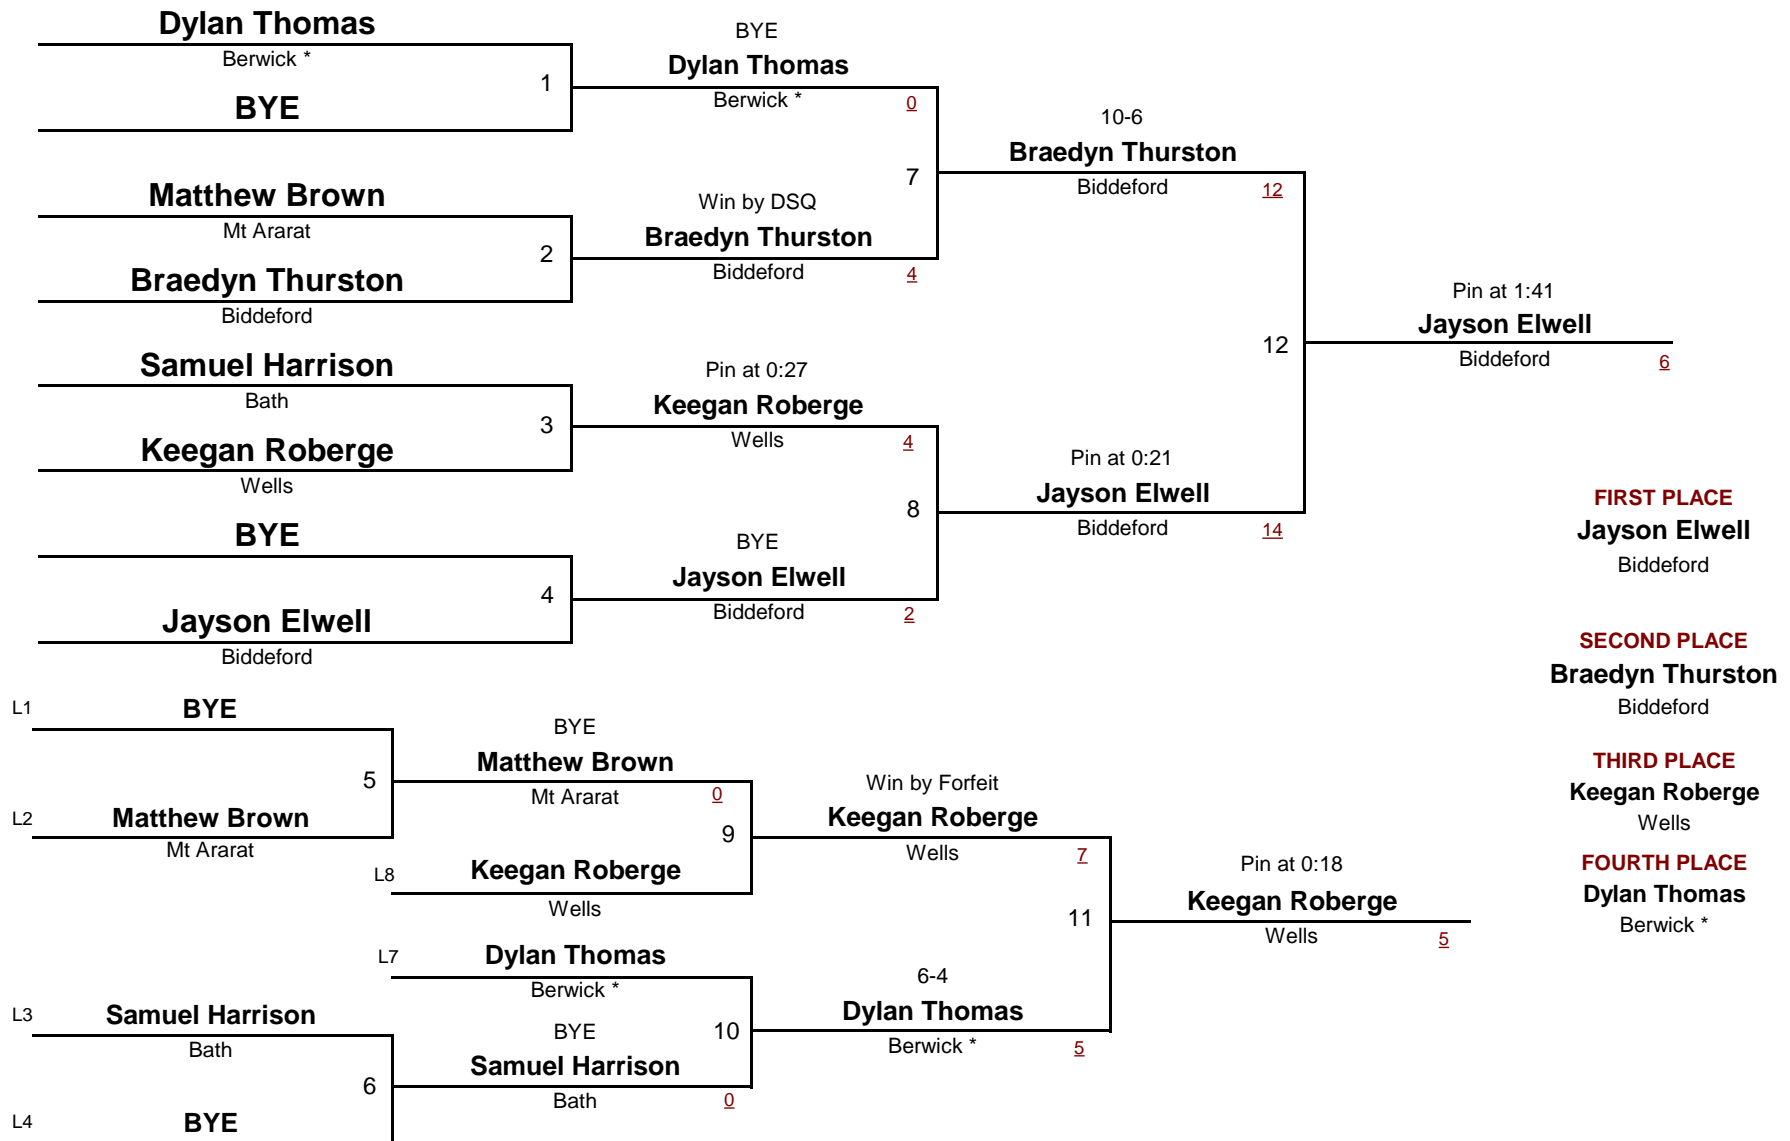 Dylan Thomas
Berwick *
1
BYE
BYE
Dylan Thomas
Berwick *
0
Matthew Brown
Mt Ararat
2
Braedyn Thurston
Biddeford
Win by DSQ
Braedyn Thurston
Biddeford
4
7
10-6
Braedyn Thurston
Biddeford
12
Samuel Harrison
Bath
3
Keegan Roberge
Wells
Pin at 0:27
Keegan Roberge
Wells
4
BYE
4
Jayson Elwell
Biddeford
BYE
Jayson Elwell
Biddeford
2
8
Pin at 0:21
Jayson Elwell
Biddeford
14
12
Pin at 1:41
Jayson Elwell
Biddeford
6
FIRST PLACE
Jayson Elwell
Biddeford
SECOND PLACE
Braedyn Thurston
Biddeford
THIRD PLACE
Keegan Roberge
Wells
FOURTH PLACE
Dylan Thomas
Berwick *
L1
BYE
5
L2
Matthew Brown
Mt Ararat
BYE
Matthew Brown
Mt Ararat
0
9
L8
Keegan Roberge
Wells
Win by Forfeit
Keegan Roberge
Wells
7
L7
Dylan Thomas
Berwick *
10
L3
Samuel Harrison
Bath
6
L4
BYE
BYE
Samuel Harrison
Bath
0
6-4
Dylan Thomas
Berwick *
5
11
Pin at 0:18
Keegan Roberge
Wells
5